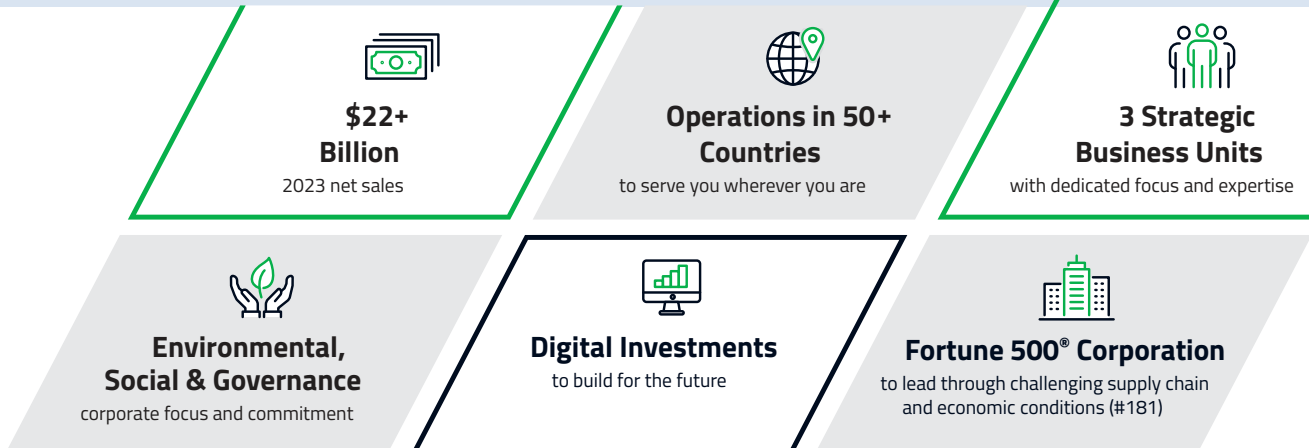 $22+
Billion
2023 net sales
Operations in 50+
Countries
to serve you wherever you are
3 Strategic
Business Units
with dedicated focus and expertise
Environmental,
Social & Governance
corporate focus and commitment
Digital Investments
to build for the future
Fortune 500® Corporation
to lead through challenging supply chain
and economic conditions (#181)